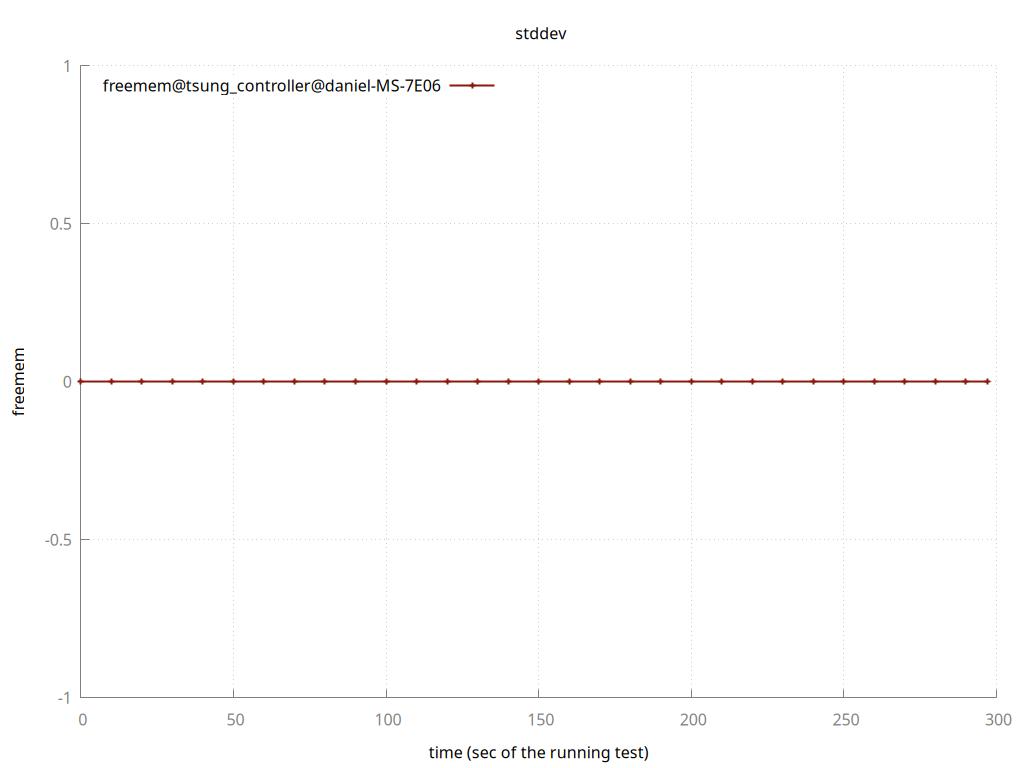 stddev
1
freemem@tsung_controller@daniel-MS-7E06
0.5
freemem
0
-0.5
-1
0 50 100 150 200 250 300
time (sec of the running test)